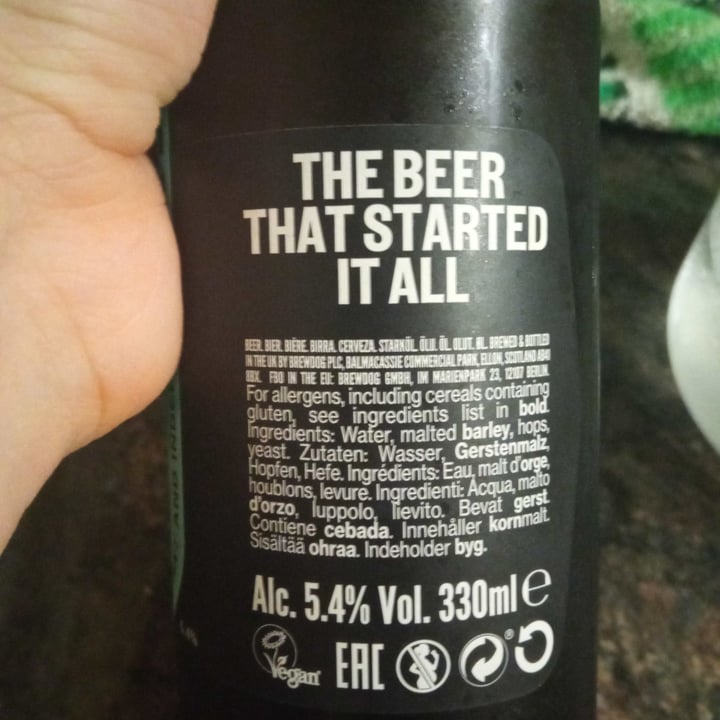 THE BEER
THAT STARTED
IT ALL
BEER. BIER. BIÈRE. BIRRA. CERVEZA. STARKÖL. ÕLU. ÖL. OLUT. ØL. BREWED & BOTTLED
IN THE UK BY BREWDOG PLC, BALMACASSIE COMMERCIAL PARK, ELLON, SCOTLAND AB41
8BX. FBO IN THE EU: BREWDOG GMBH, IM MARIENPARK 23, 12107 BERLIN.
For allergens, including cereals containing
gluten, see ingredients list in bold.
Ingredients: Water, malted barley, hops,
yeast. Zutaten: Wasser, Gerstenmalz,
Hopfen, Hefe. Ingrédients: Eau, malt d'orge,
houblons, levure. Ingredienti: Acqua, malto
d'orzo, luppolo, lievito. Bevat gerst.
Contiene cebada. Innehåller kornmalt.
Sisältää ohraa. Indeholder byg.
Alc. 5.4% Vol. 330ml e
Vegan
EAC